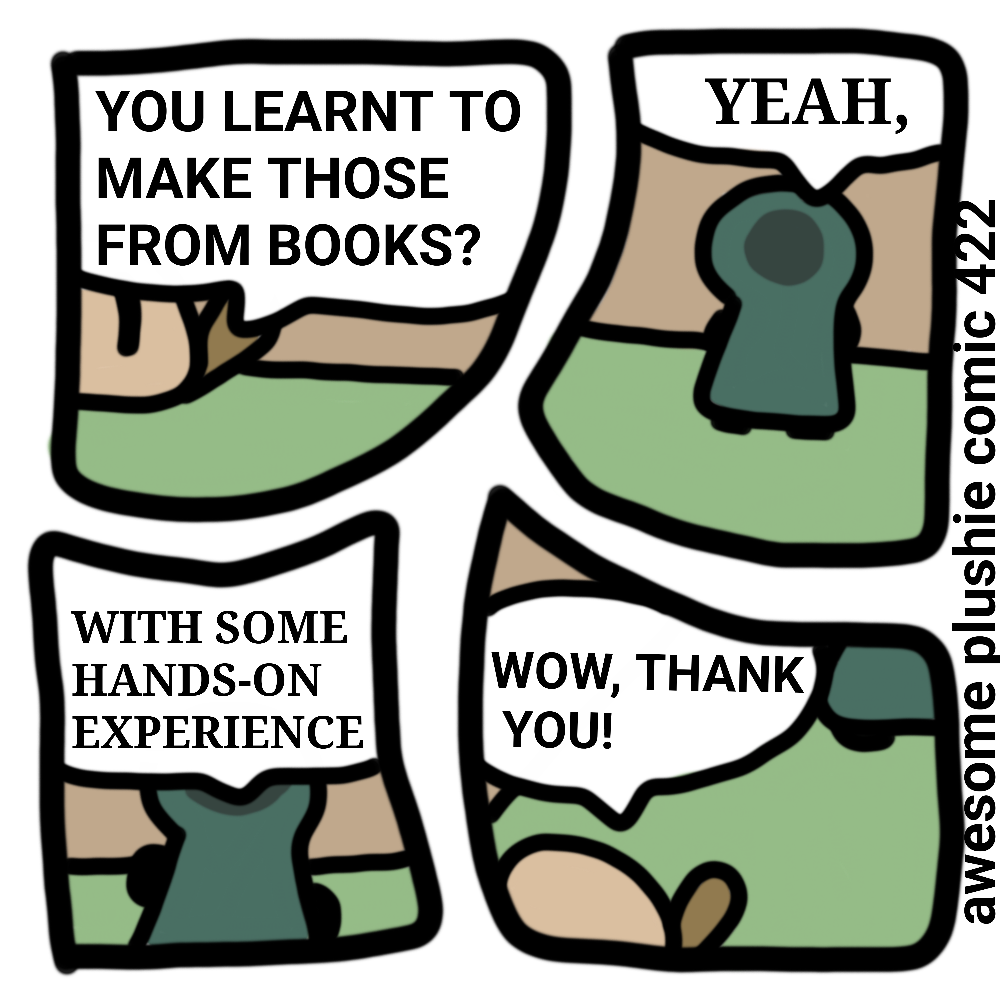 YOU LEARNT TO
MAKE THOSE
FROM BOOKS?
YEAH,
WITH SOME
HANDS-ON
EXPERIENCE
WOW, THANK
YOU!
awesome plushie comic 422